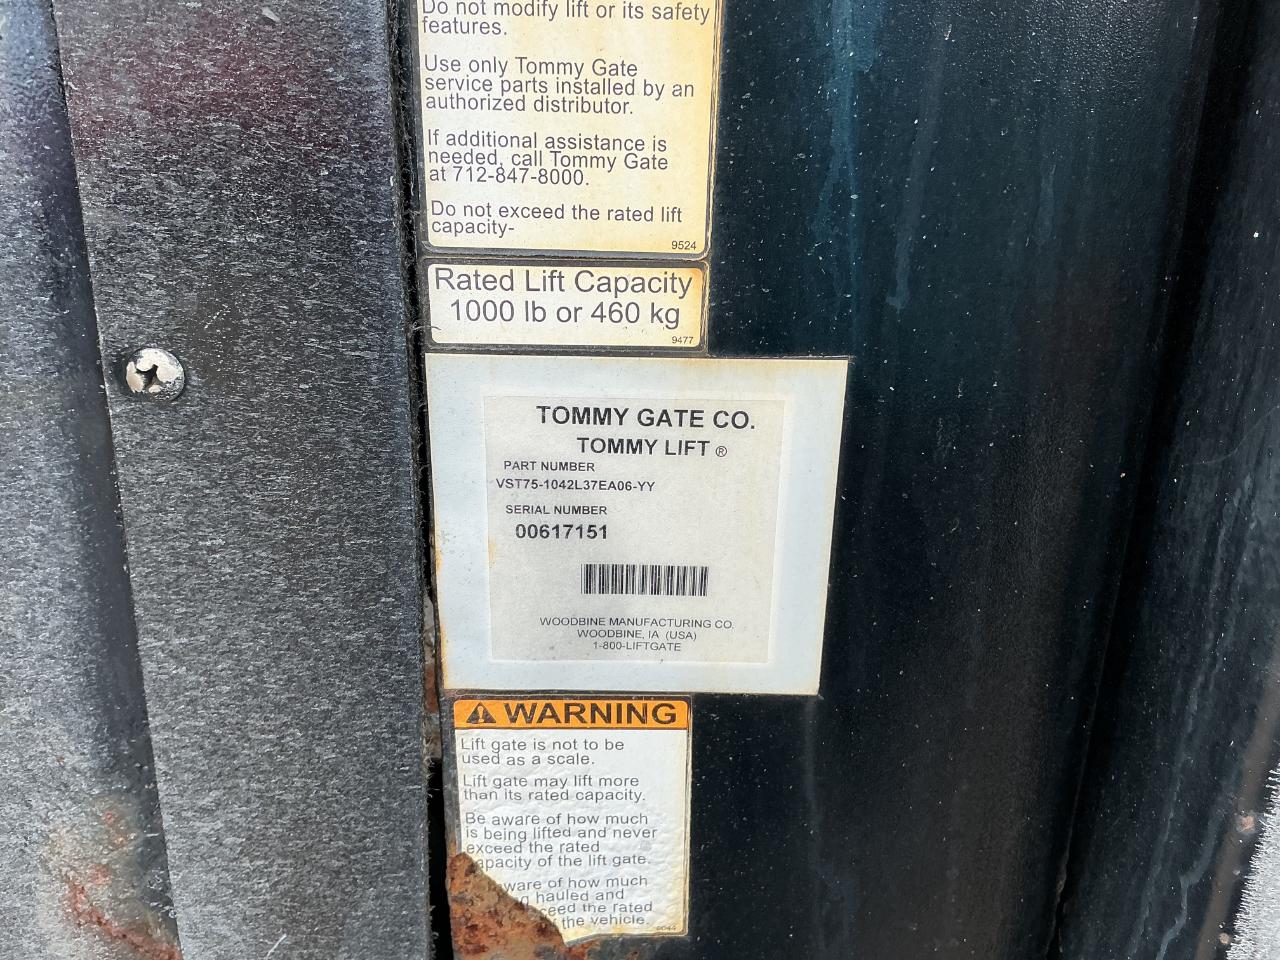 Do not modify lift or its safety
features.
Use only Tommy Gate
service parts installed by an
authorized distributor.
If additional assistance is
needed, call Tommy Gate
at 712-847-8000.
Do not exceed the rated lift
capacity-
9524
Rated Lift Capacity
1000 lb or 460 kg
9477
TOMMY GATE CO.
TOMMY LIFT ®
PART NUMBER
VST75-1042L37EA06-YY
SERIAL NUMBER
00617151
WOODBINE MANUFACTURING CO.
WOODBINE, IA (USA)
1-800-LIFTGATE
WARNING
Lift gate is not to be
used as a scale.
Lift gate may lift more
than its rated capacity.
Be aware of how much
is being lifted and never
exceed the rated
apacity of the lift gate.
ware of how much
g hauled and
ceed the rated
the vehicle.